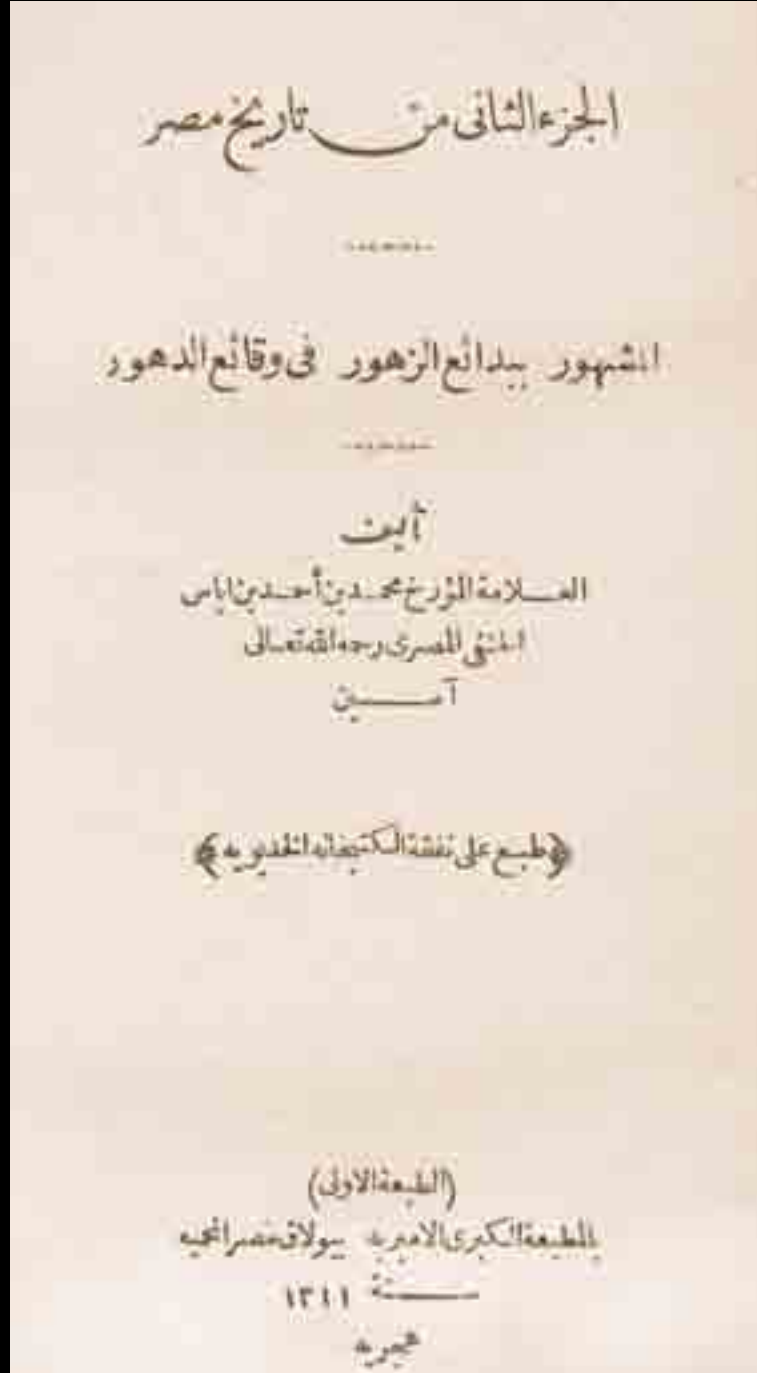 الجزء الثانى من تاريخ مصر
المشهور ببدائع الزهور فى وقائع الدهور
تأليف
العلامة المؤرخ محمد بن أحمد بن اياس
الحنفى المصرى رحمه الله تعالى
آمين
﴿طبع على نفقة الكتبخانه الخديويه﴾
(الطبعة الاولى)
بالمطبعة الكبرى الاميريه ببولاق مصر المحميه
سنة ١٣١١
هجريه